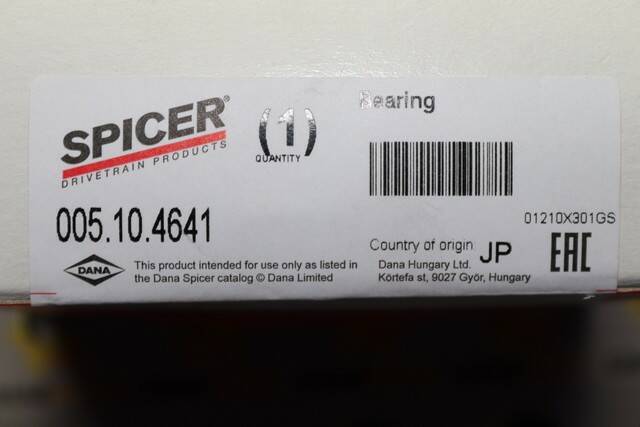 SPICER®
DRIVETRAIN PRODUCTS
(1)
QUANTITY
Bearing
005.10.4641
01210X301GS
Country of origin JP
EAC
DANA
This product intended for use only as listed in
the Dana Spicer catalog © Dana Limited
Dana Hungary Ltd.
Körtefa st, 9027 Győr, Hungary